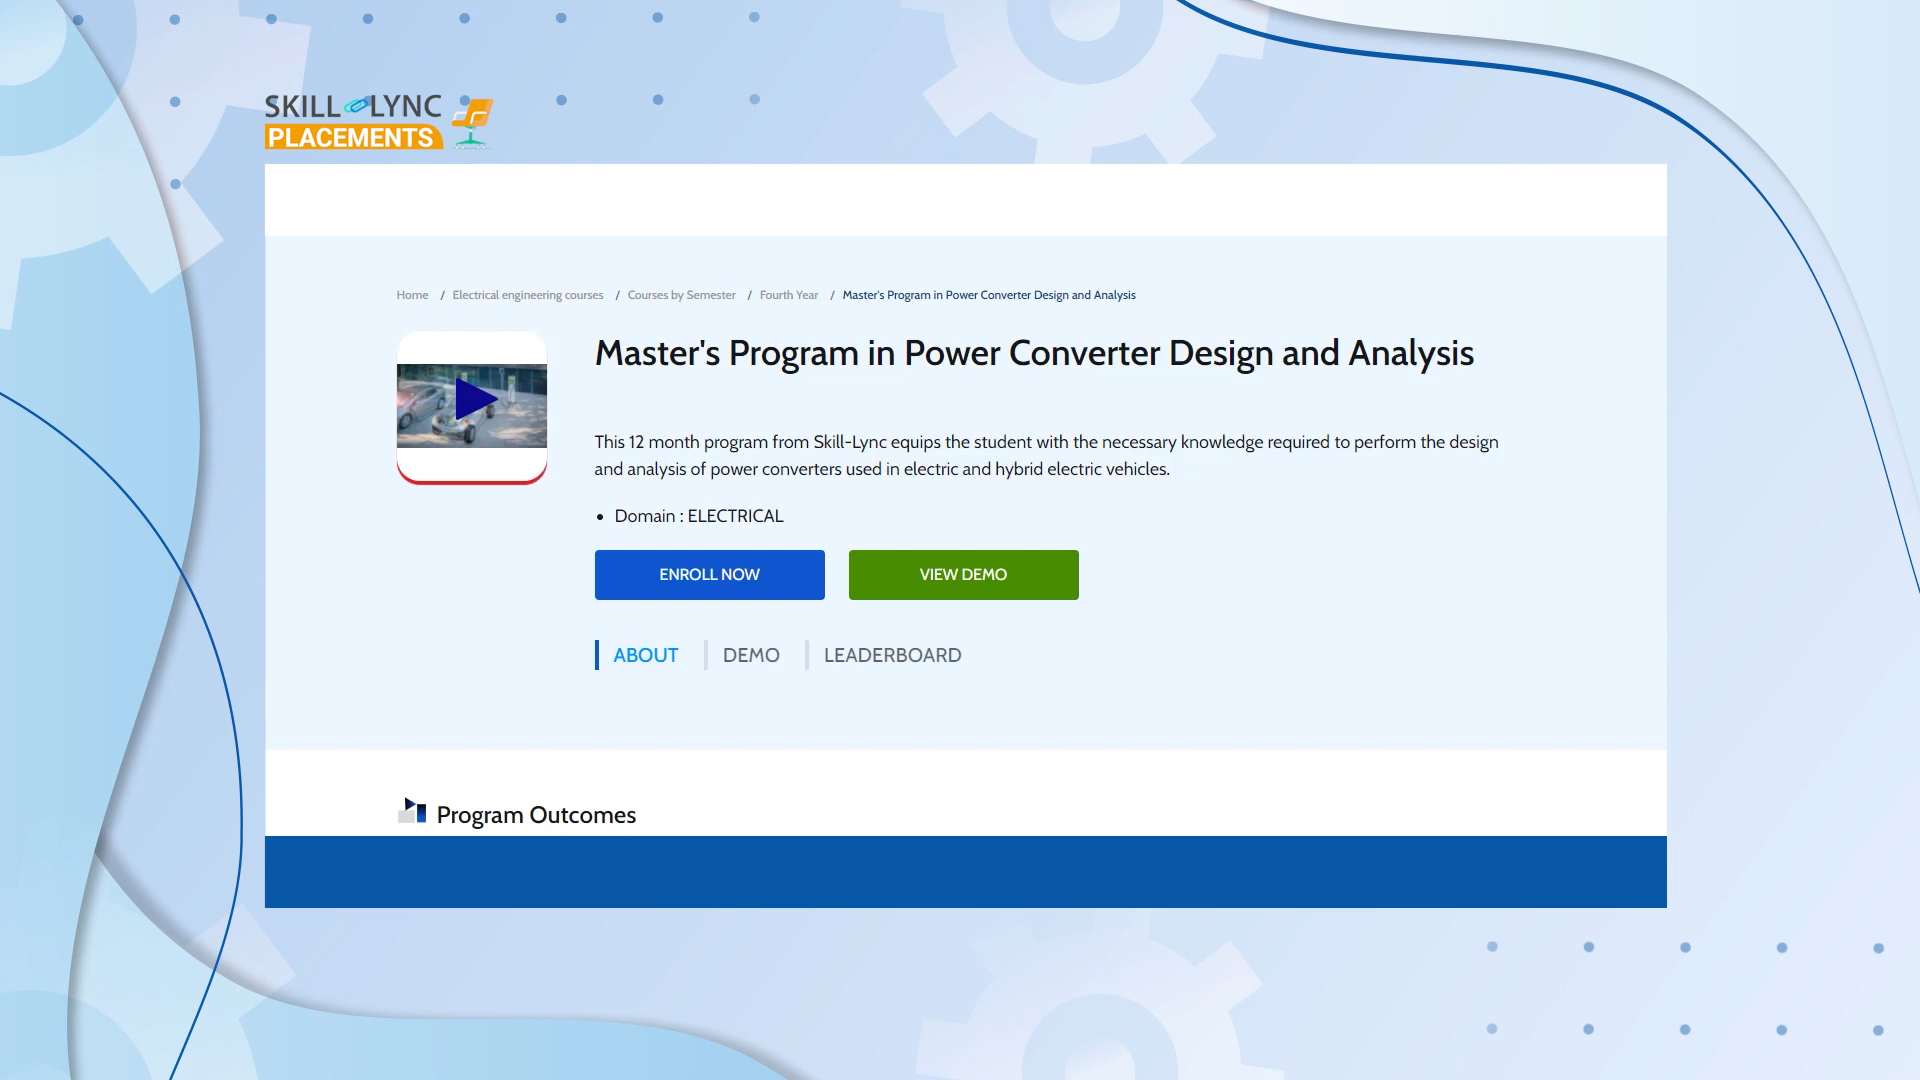 SKILL LYNC
PLACEMENTS
Home / Electrical engineering courses / Courses by Semester / Fourth Year / Master's Program in Power Converter Design and Analysis
Master's Program in Power Converter Design and Analysis
This 12 month program from Skill-Lync equips the student with the necessary knowledge required to perform the design
and analysis of power converters used in electric and hybrid electric vehicles.
• Domain : ELECTRICAL
ENROLL NOW VIEW DEMO
ABOUT DEMO LEADERBOARD
Program Outcomes